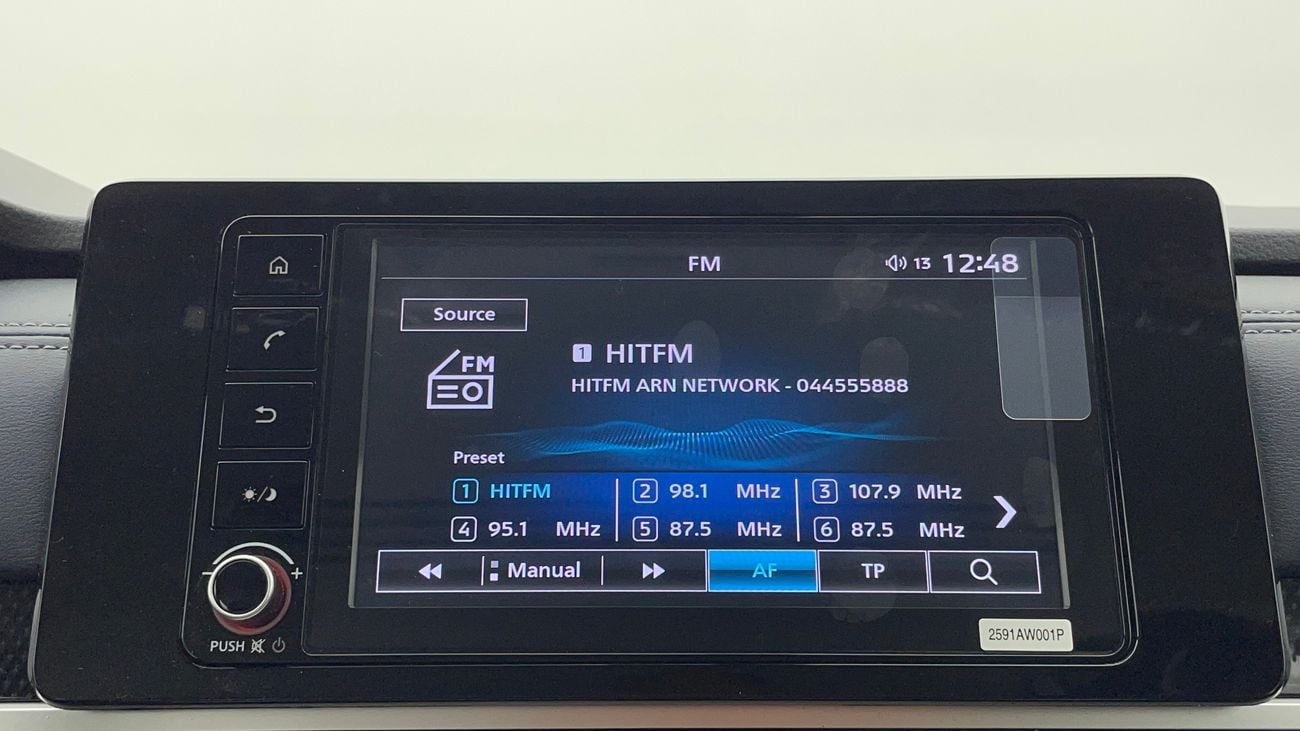 FM
13 12:48
Source
FM
1 HITFM
HITFM ARN NETWORK - 044555888
Preset
1 HITFM 2 98.1 MHz 3 107.9 MHz
4 95.1 MHz 5 87.5 MHz 6 87.5 MHz
Manual AF TP
- +
PUSH
2591AW001P